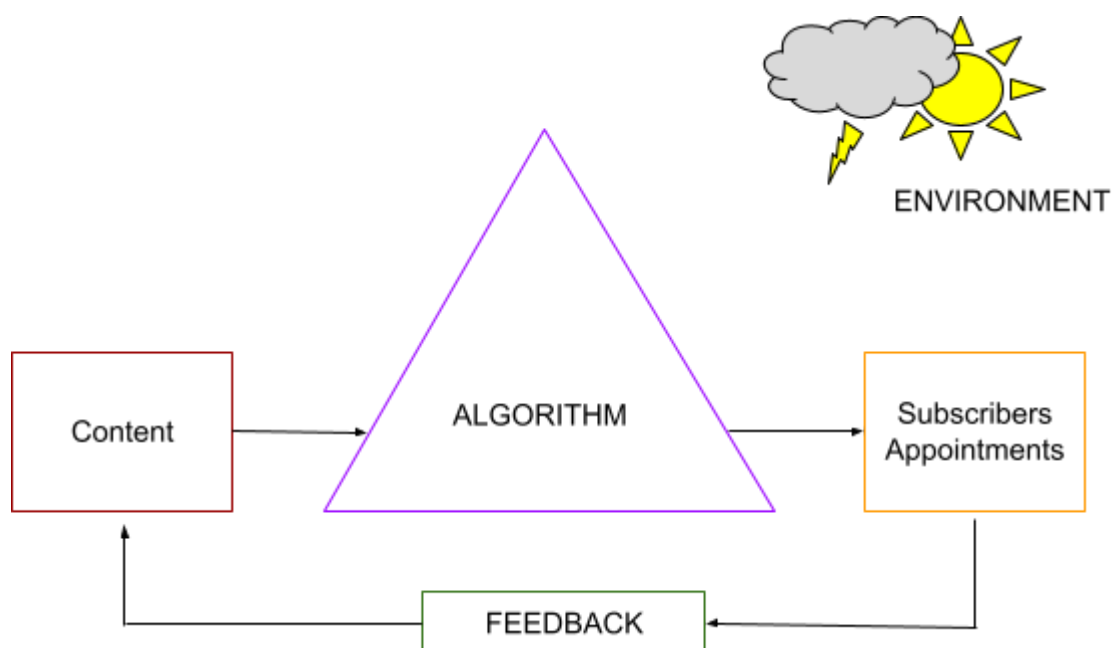 ENVIRONMENT
Content
ALGORITHM
Subscribers
Appointments
FEEDBACK